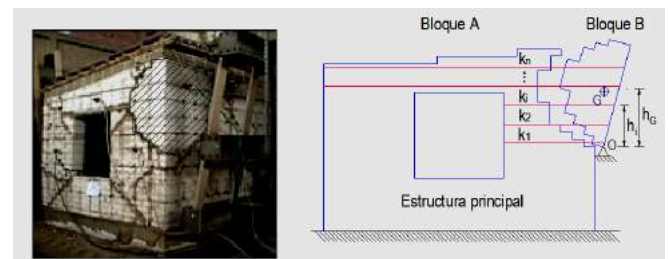 Bloque A
Bloque B
kn
⋮
ki
k2
k1
G
hi
hG
O
Estructura principal